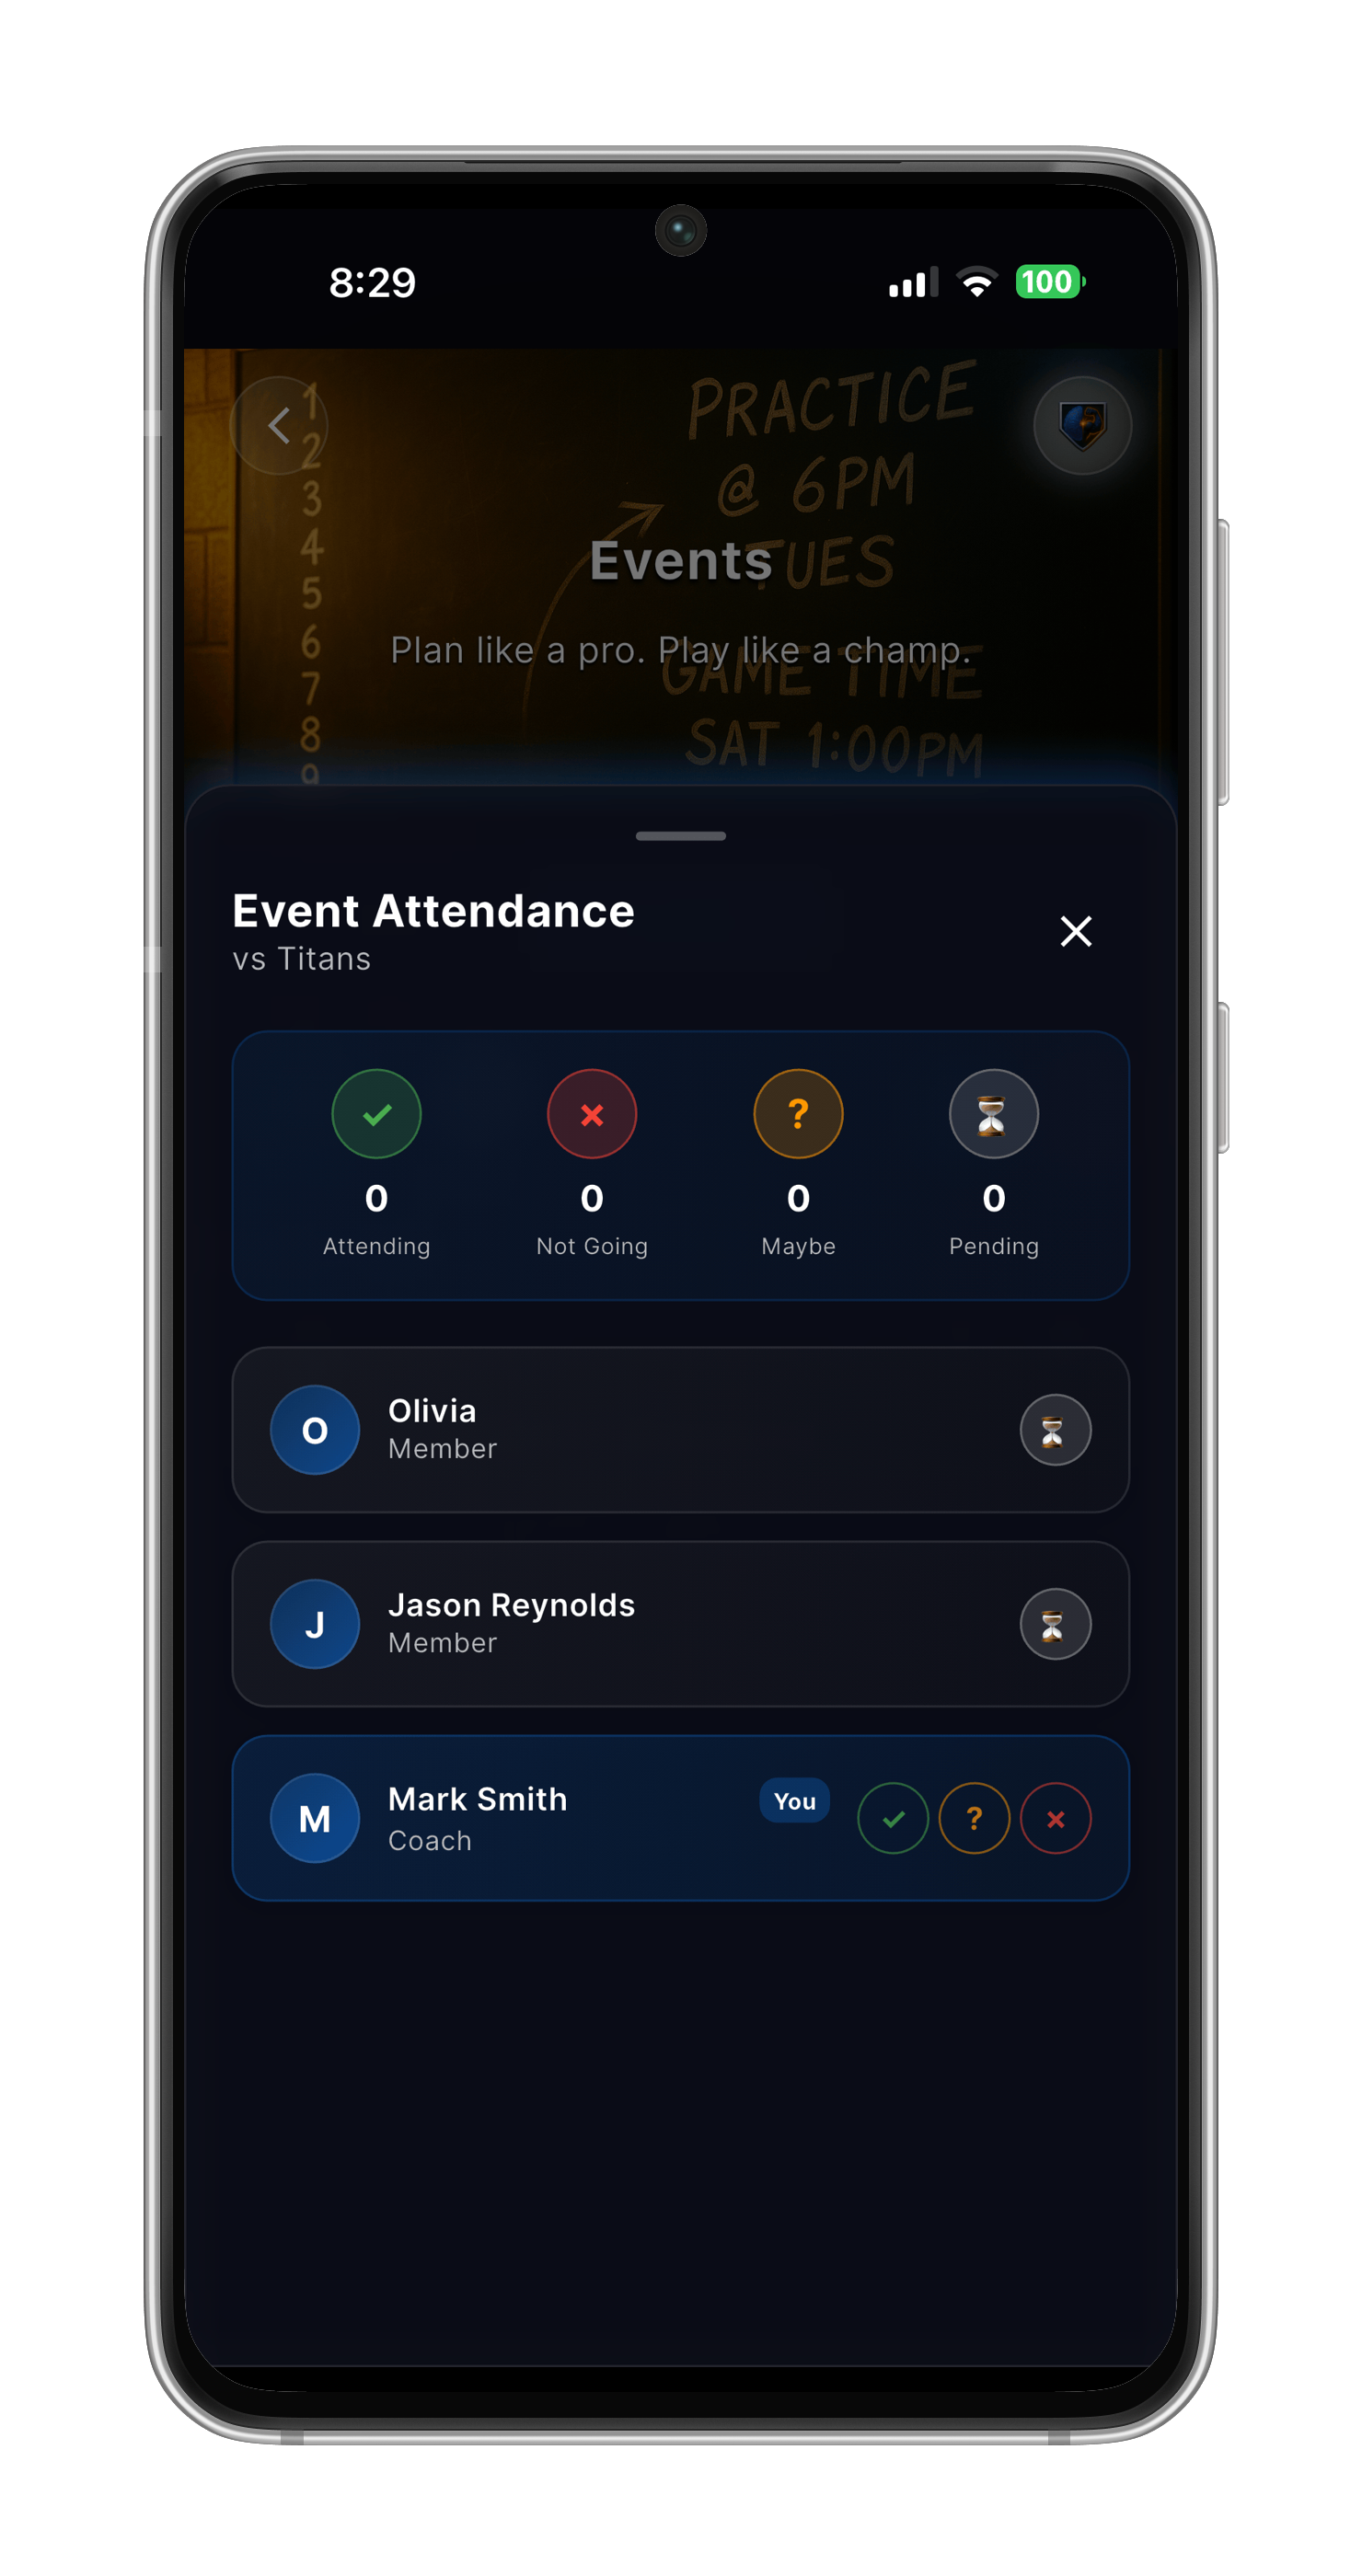 8:29
100
1
2
3
4
5
6
7
8
9
PRACTICE
@ 6PM
TUES
GAME TIME
SAT 1:00PM
Events
Plan like a pro. Play like a champ.
Event Attendance
vs Titans
?
0 0 0 0
Attending Not Going Maybe Pending
O
Olivia
Member
J
Jason Reynolds
Member
M
Mark Smith
Coach
You
?